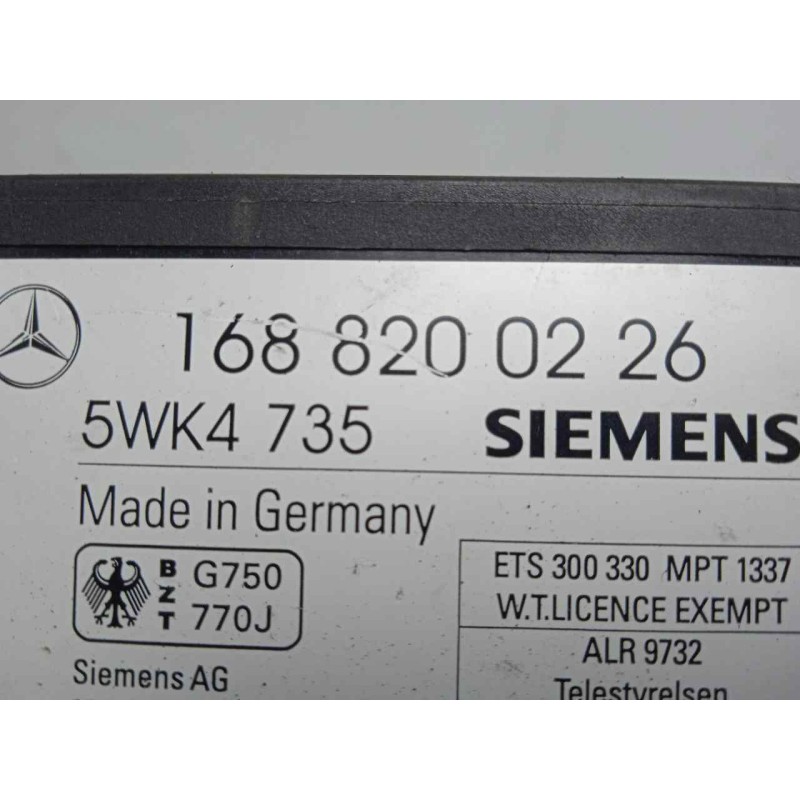 168 820 02 26
5WK4 735 SIEMENS
Made in Germany
BZT G750 770J
ETS 300 330 MPT 1337
W.T.LICENCE EXEMPT
ALR 9732
Siemens AG
Telestyrelsen